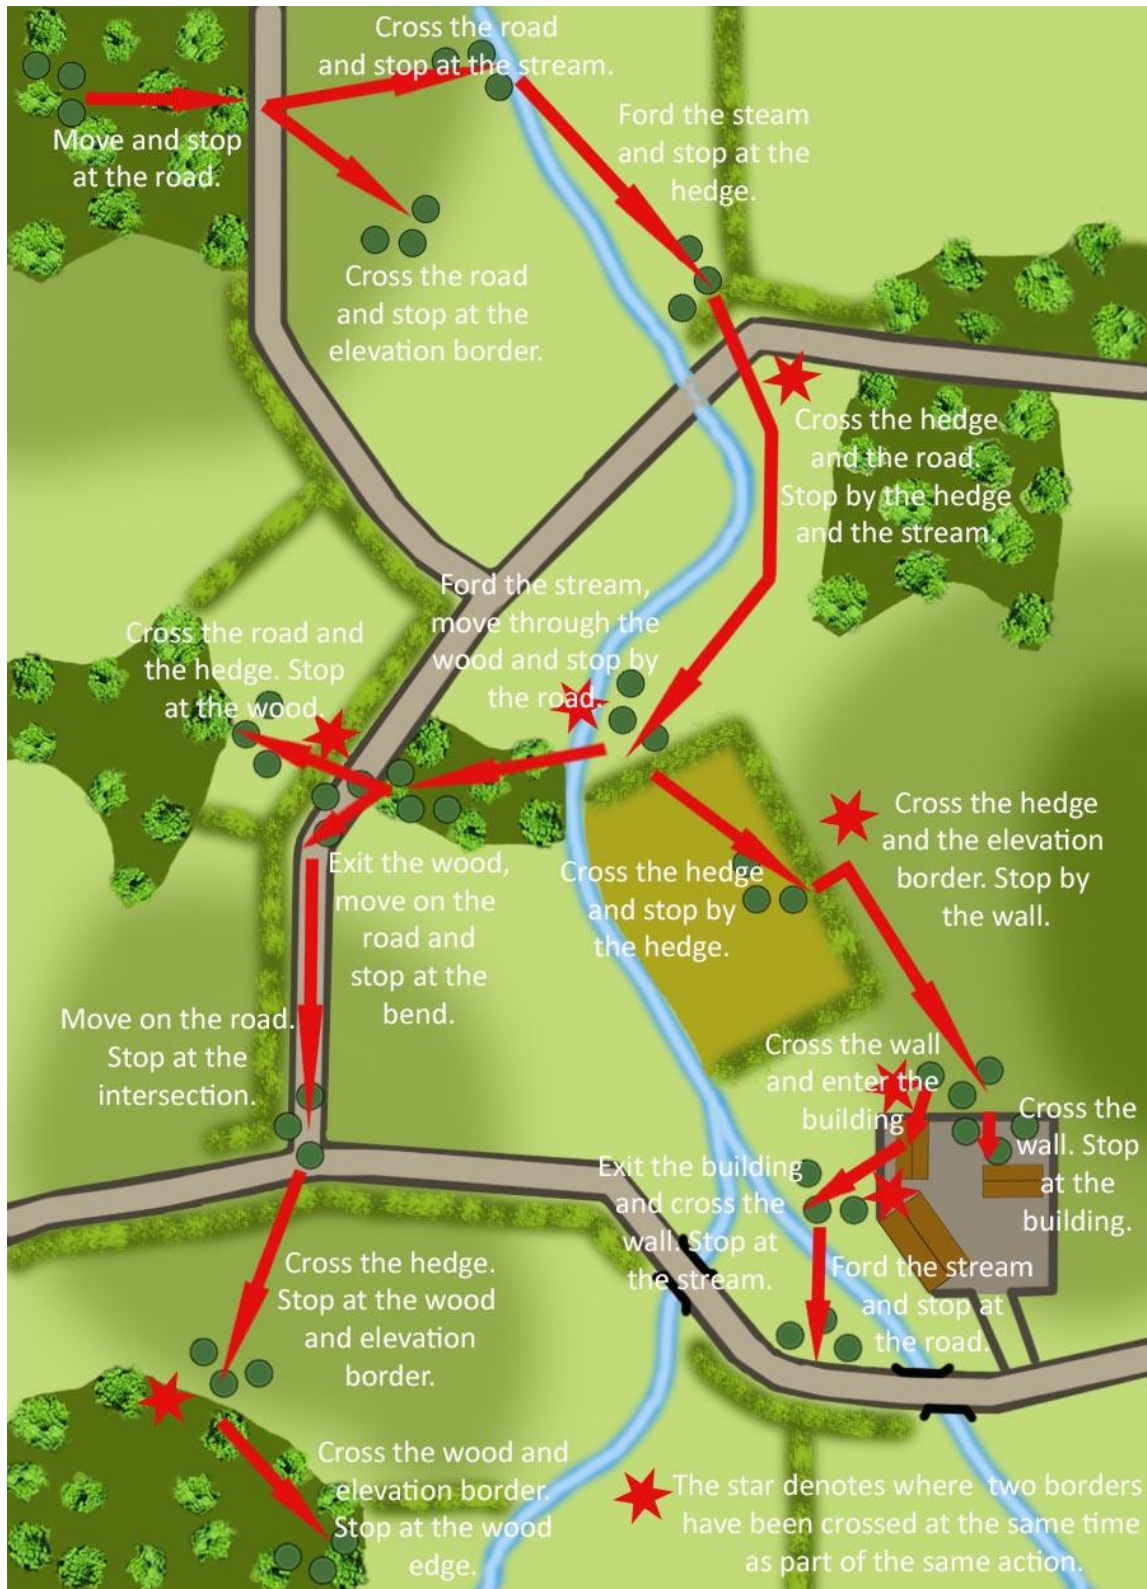 Cross the road
and stop at the stream.
Move and stop
at the road.
Ford the steam
and stop at the
hedge.
Cross the road
and stop at the
elevation border.
Cross the hedge
and the road.
Stop by the hedge
and the stream.
Ford the stream,
move through the
wood and stop by
the road.
Cross the road and
the hedge. Stop
at the wood.
Cross the hedge
and the elevation
border. Stop by
the wall.
Exit the wood,
move on the
road and
stop at the
bend.
Cross the hedge
and stop by
the hedge.
Move on the road.
Stop at the
intersection.
Cross the wall
and enter the
building
Cross the
wall. Stop
at the
building.
Exit the building
and cross the
wall. Stop at
the stream.
Ford the stream
and stop at
the road.
Cross the hedge.
Stop at the wood
and elevation
border.
Cross the wood and
elevation border.
Stop at the wood
edge.
The star denotes where two borders
have been crossed at the same time
as part of the same action.